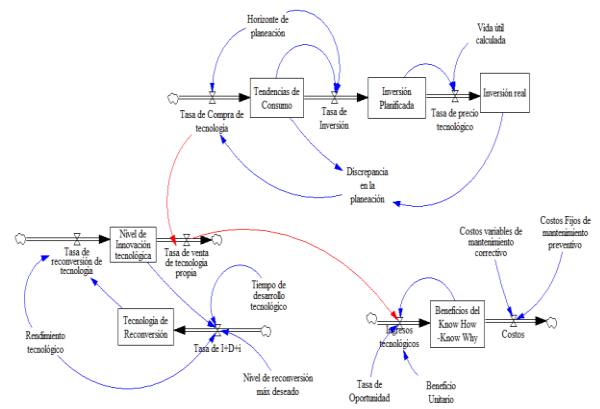 Horizonte de
planeación
Vida útil
calculada
Tendencias de
Consumo
Inversión
Planificada
Inversión real
Tasa de Compra de
tecnologia
Tasa de
Inversión
Tasa de precio
tecnológico
Discrepancia
en la
planeación
Nivel de
Innovación
tecnológica
Tasa de
reconversión de
tecnologia
Tasa de venta
de tecnologia
propia
Costos variables de
mantenimiento
correctivo
Costos Fijos de
mantenimiento
preventivo
Tiempo de
desarrollo
tecnológico
Rendimiento
tecnológico
Tecnologia de
Reconversión
Tasa de I+D+i
Ingresos
tecnológicos
Beneficios del
Know How
-Know Why
Costos
Nivel de reconversión
máx deseado
Tasa de
Oportunidad
Beneficio
Unitario